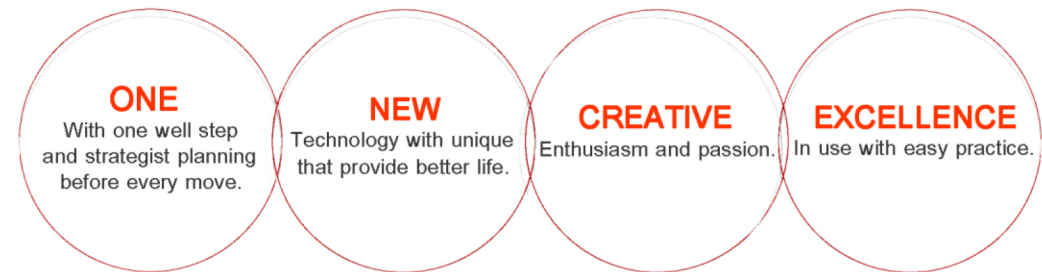 ONE
With one well step
and strategist planning
before every move.
NEW
Technology with unique
that provide better life.
CREATIVE
Enthusiasm and passion.
EXCELLENCE
In use with easy practice.